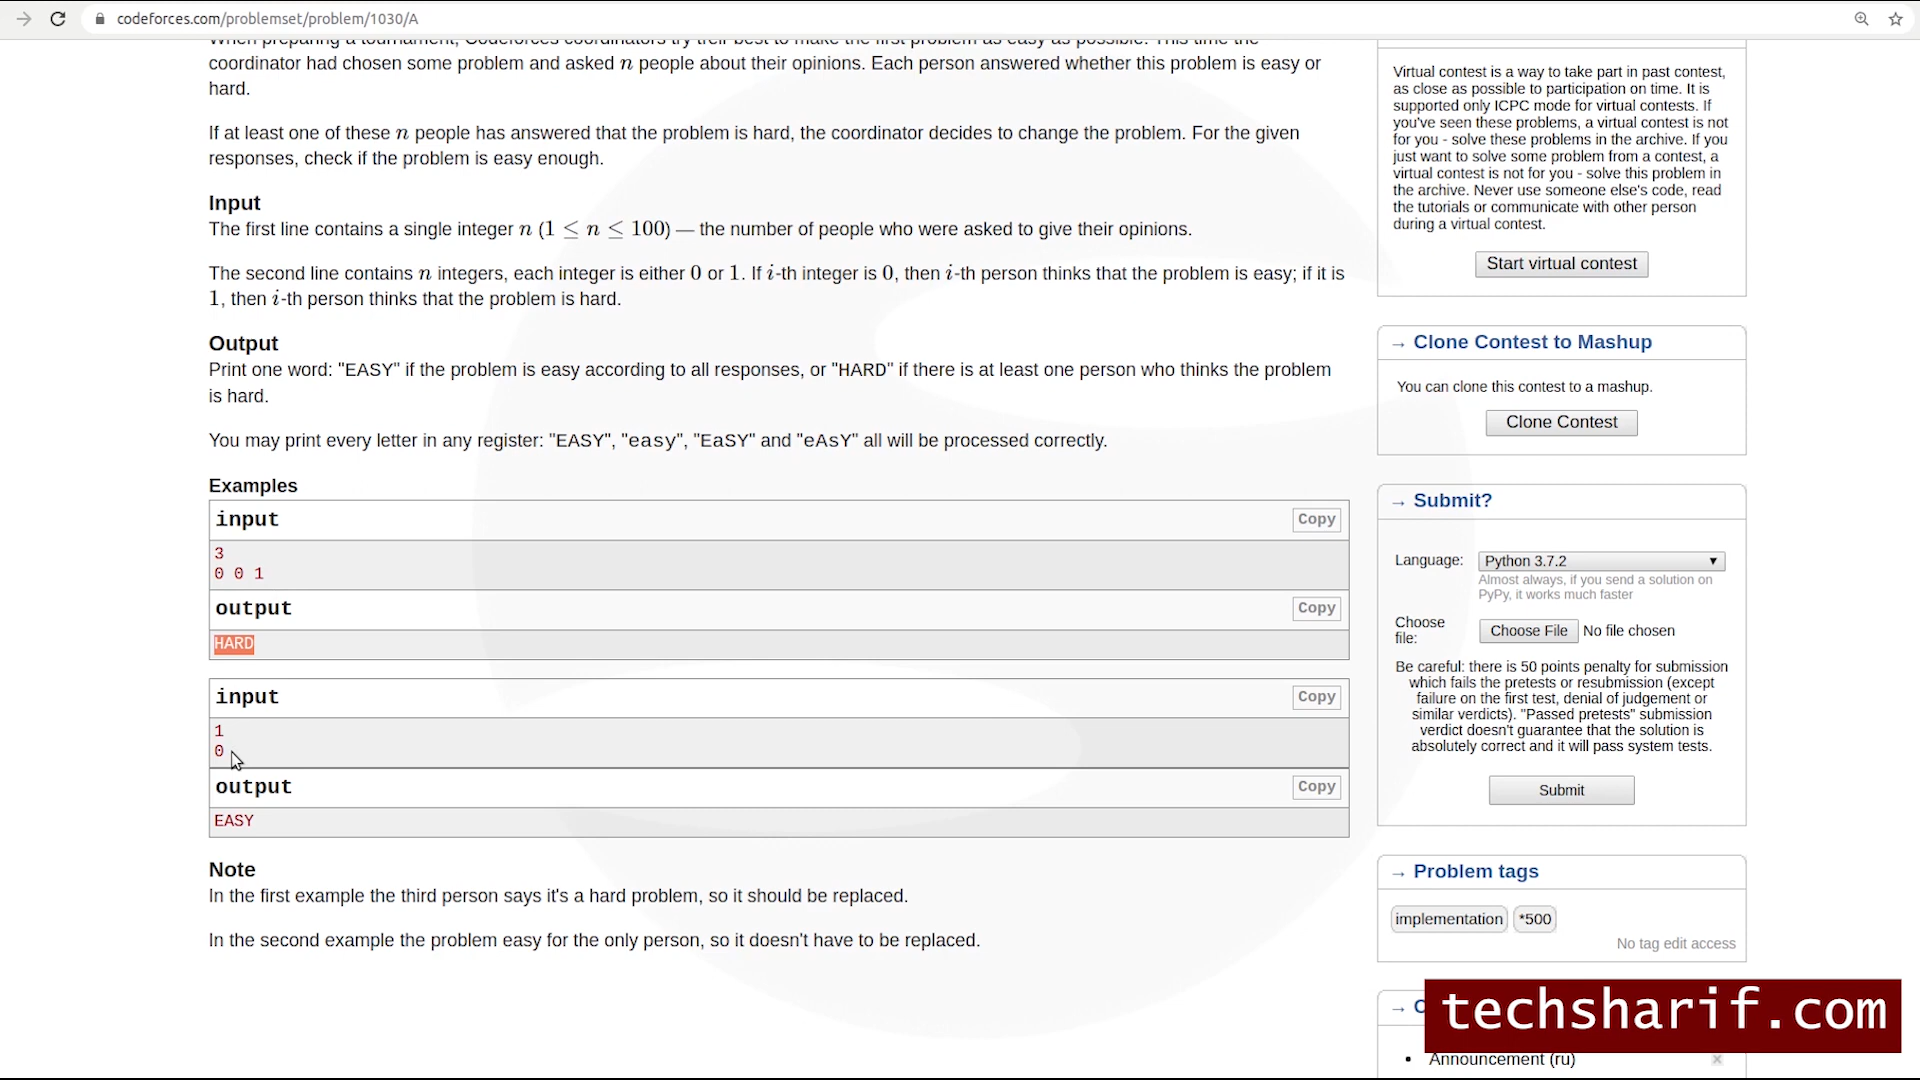 codeforces.com/problemset/problem/1030/A
When preparing a tournament, Codeforces coordinators try their best to make the first problem as easy as possible. This time the
coordinator had chosen some problem and asked n people about their opinions. Each person answered whether this problem is easy or
hard.
If at least one of these n people has answered that the problem is hard, the coordinator decides to change the problem. For the given
responses, check if the problem is easy enough.
Input
The first line contains a single integer n (1 ≤ n ≤ 100) — the number of people who were asked to give their opinions.
The second line contains n integers, each integer is either 0 or 1. If i-th integer is 0, then i-th person thinks that the problem is easy; if it is
1, then i-th person thinks that the problem is hard.
Output
Print one word: "EASY" if the problem is easy according to all responses, or "HARD" if there is at least one person who thinks the problem
is hard.
You may print every letter in any register: "EASY", "easy", "EaSY" and "eAsY" all will be processed correctly.
Examples
input
Copy
3
0 0 1
output
Copy
HARD
input
Copy
1
0
output
Copy
EASY
Note
In the first example the third person says it's a hard problem, so it should be replaced.
In the second example the problem easy for the only person, so it doesn't have to be replaced.
Virtual contest is a way to take part in past contest,
as close as possible to participation on time. It is
supported only ICPC mode for virtual contests. If
you've seen these problems, a virtual contest is not
for you - solve these problems in the archive. If you
just want to solve some problem from a contest, a
virtual contest is not for you - solve this problem in
the archive. Never use someone else's code, read
the tutorials or communicate with other person
during a virtual contest.
Start virtual contest
→ Clone Contest to Mashup
You can clone this contest to a mashup.
Clone Contest
→ Submit?
Language: Python 3.7.2 ▼
Almost always, if you send a solution on
PyPy, it works much faster
Choose
file: Choose File No file chosen
Be careful: there is 50 points penalty for submission
which fails the pretests or resubmission (except
failure on the first test, denial of judgement or
similar verdicts). "Passed pretests" submission
verdict doesn't guarantee that the solution is
absolutely correct and it will pass system tests.
Submit
→ Problem tags
implementation *500
No tag edit access
→ C
techsharif.com
• Announcement (ru) ×